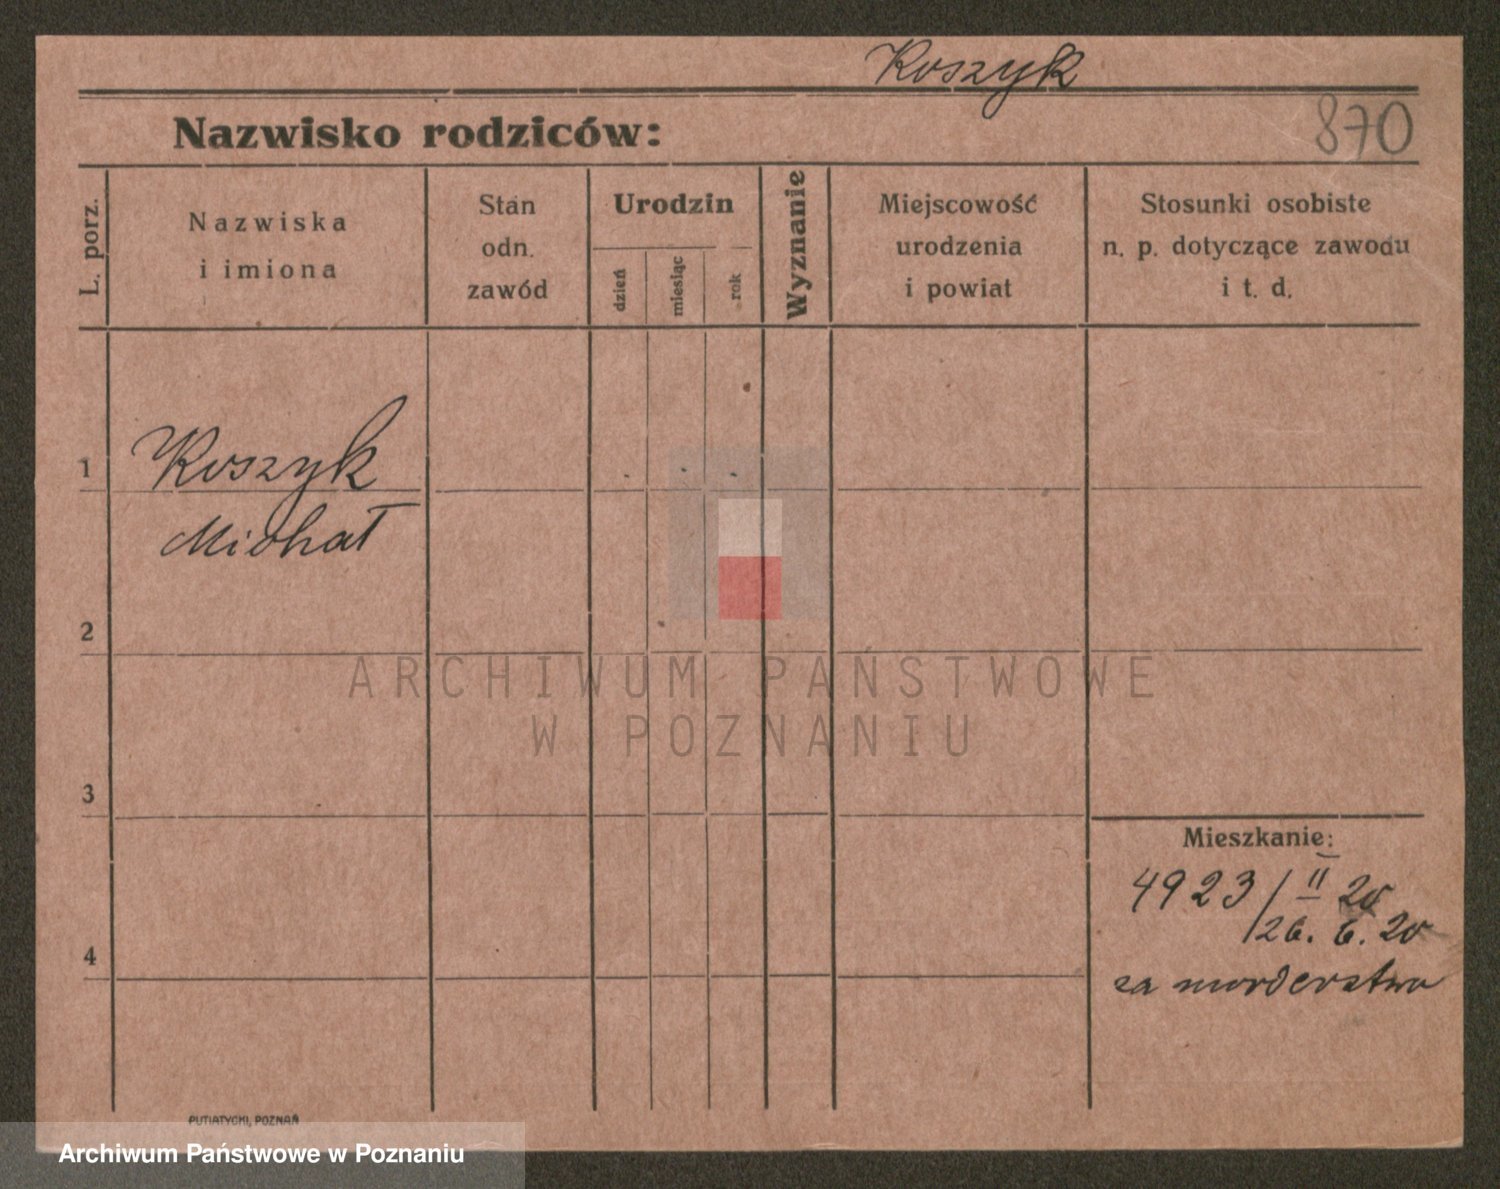 Koszyk
870
Nazwisko rodziców:
L. porz.
Nazwiska
i imiona
Stan
odn.
zawód
Urodzin
dzień
miesiąc
rok
Wyznanie
Miejscowość
urodzenia
i powiat
Stosunki osobiste
n. p. dotyczące zawodu
i t. d.
1
Koszyk
Michał
2
3
4
Mieszkanie:
4923/II 20
26. 6. 20
za morderstwo
PUTIATYCKI, POZNAŃ
ARCHIWUM PAŃSTWOWE
W POZNANIU
Archiwum Państwowe w Poznaniu